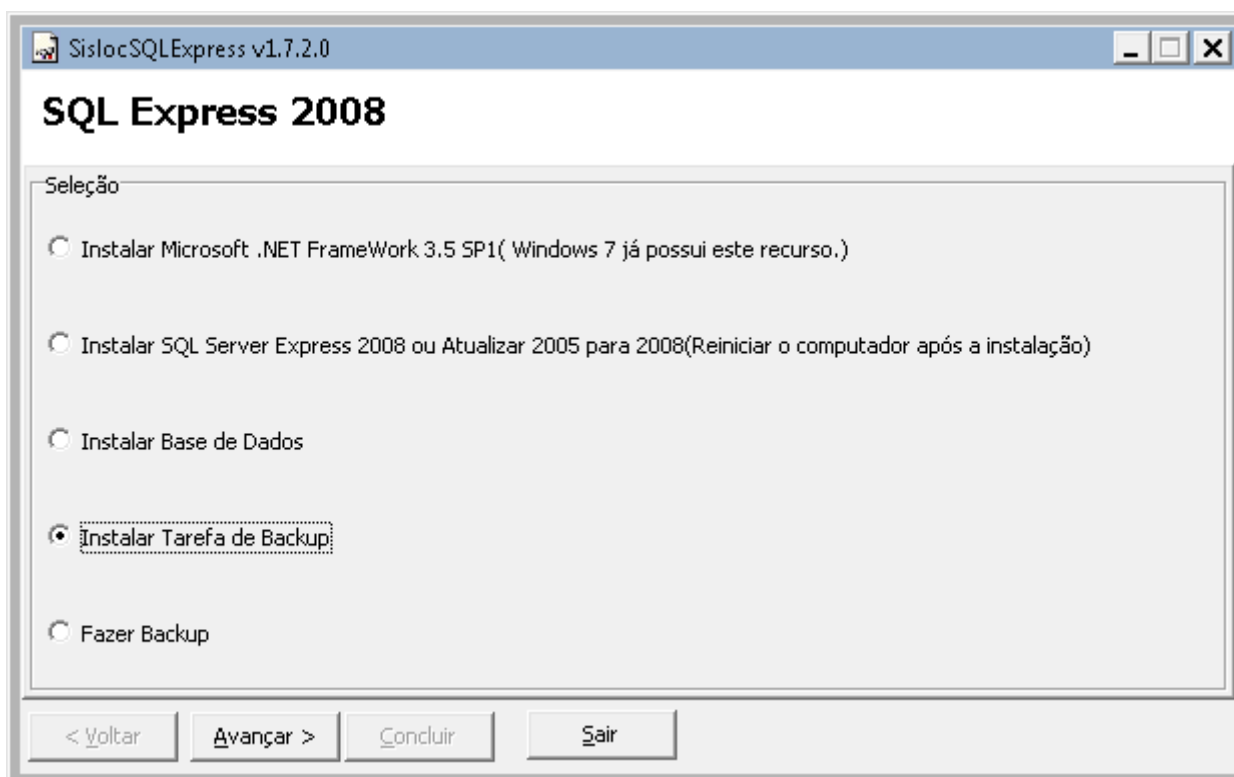 SislocSQLExpress v1.7.2.0
SQL Express 2008
Seleção
Instalar Microsoft .NET FrameWork 3.5 SP1( Windows 7 já possui este recurso.)
Instalar SQL Server Express 2008 ou Atualizar 2005 para 2008(Reiniciar o computador após a instalação)
Instalar Base de Dados
Instalar Tarefa de Backup
Fazer Backup
< Voltar Avançar > Concluir Sair